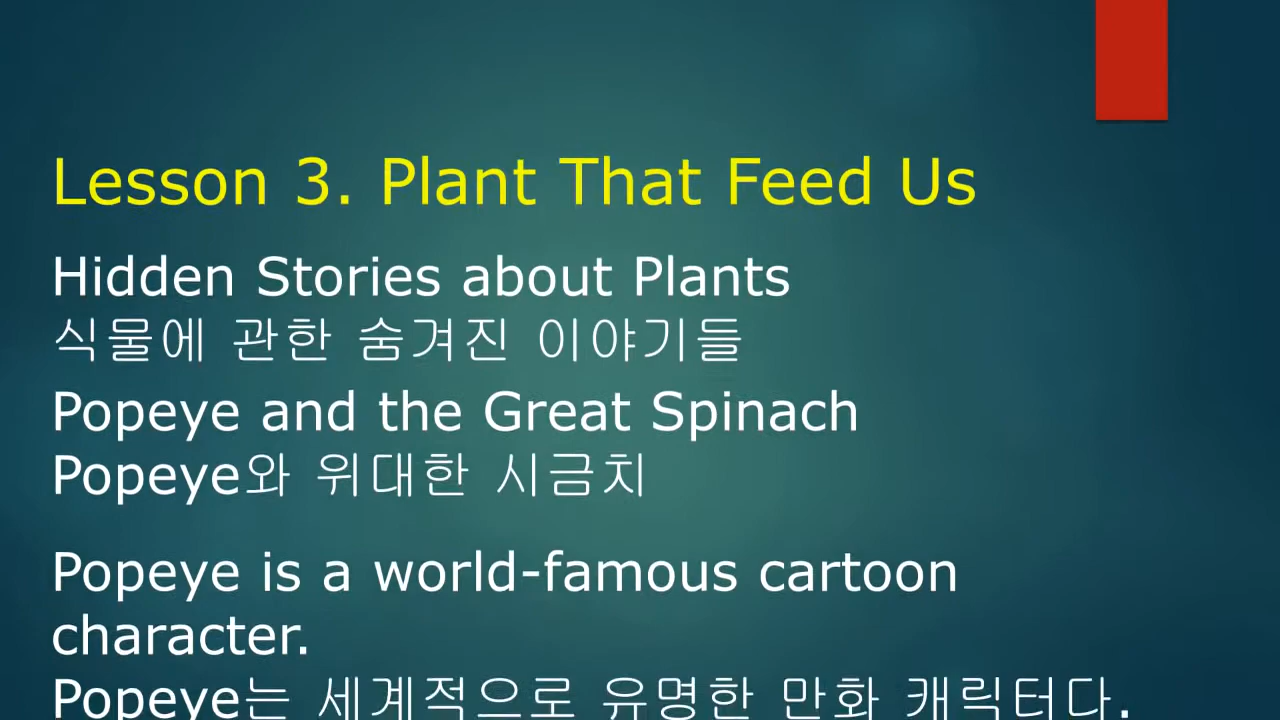 Lesson 3. Plant That Feed Us
Hidden Stories about Plants
식물에 관한 숨겨진 이야기들
Popeye and the Great Spinach
Popeye와 위대한 시금치
Popeye is a world-famous cartoon
character.
Popeye는 세계적으로 유명한 만화 캐릭터다.